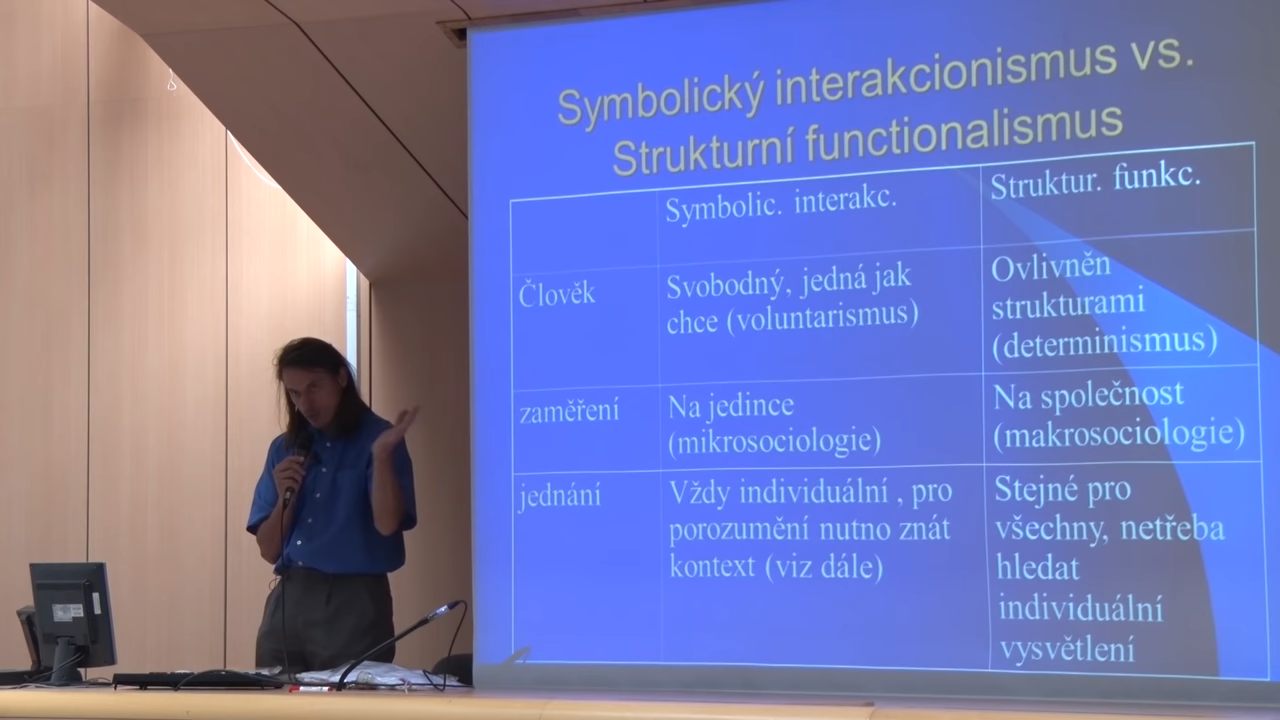 Symbolický interakcionismus vs.
Strukturní functionalismus
Symbolic. interakc.
Struktur. funkc.
Člověk
Svobodný, jedná jak
chce (voluntarismus)
Ovlivněn
strukturami
(determinismus)
zaměření
Na jedince
(mikrosociologie)
Na společnost
(makrosociologie)
jednání
Vždy individuální , pro
porozumění nutno znát
kontext (viz dále)
Stejné pro
všechny, netřeba
hledat
individuální
vysvětlení